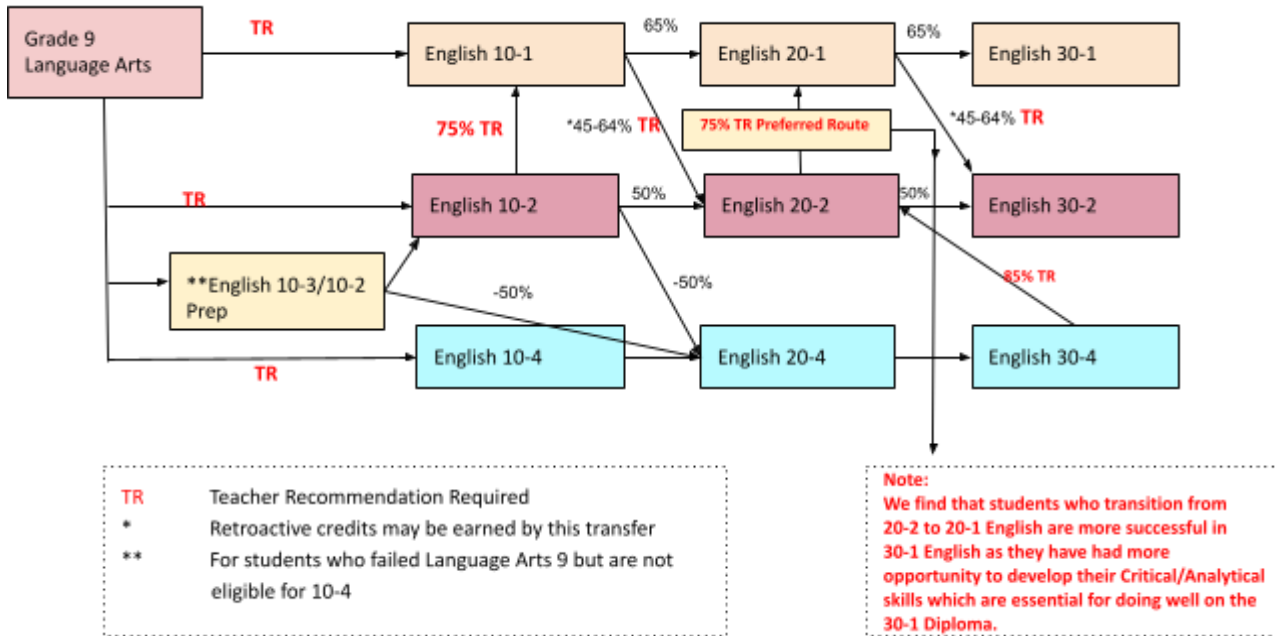 Grade 9
Language Arts
TR
English 10-1
65%
English 20-1
65%
English 30-1
75% TR
*45-64% TR
75% TR Preferred Route
*45-64% TR
TR
English 10-2
50%
English 20-2
50%
English 30-2
**English 10-3/10-2
Prep
-50%
-50%
85% TR
TR
English 10-4
English 20-4
English 30-4
TR Teacher Recommendation Required
* Retroactive credits may be earned by this transfer
** For students who failed Language Arts 9 but are not
eligible for 10-4
Note:
We find that students who transition from
20-2 to 20-1 English are more successful in
30-1 English as they have had more
opportunity to develop their Critical/Analytical
skills which are essential for doing well on the
30-1 Diploma.